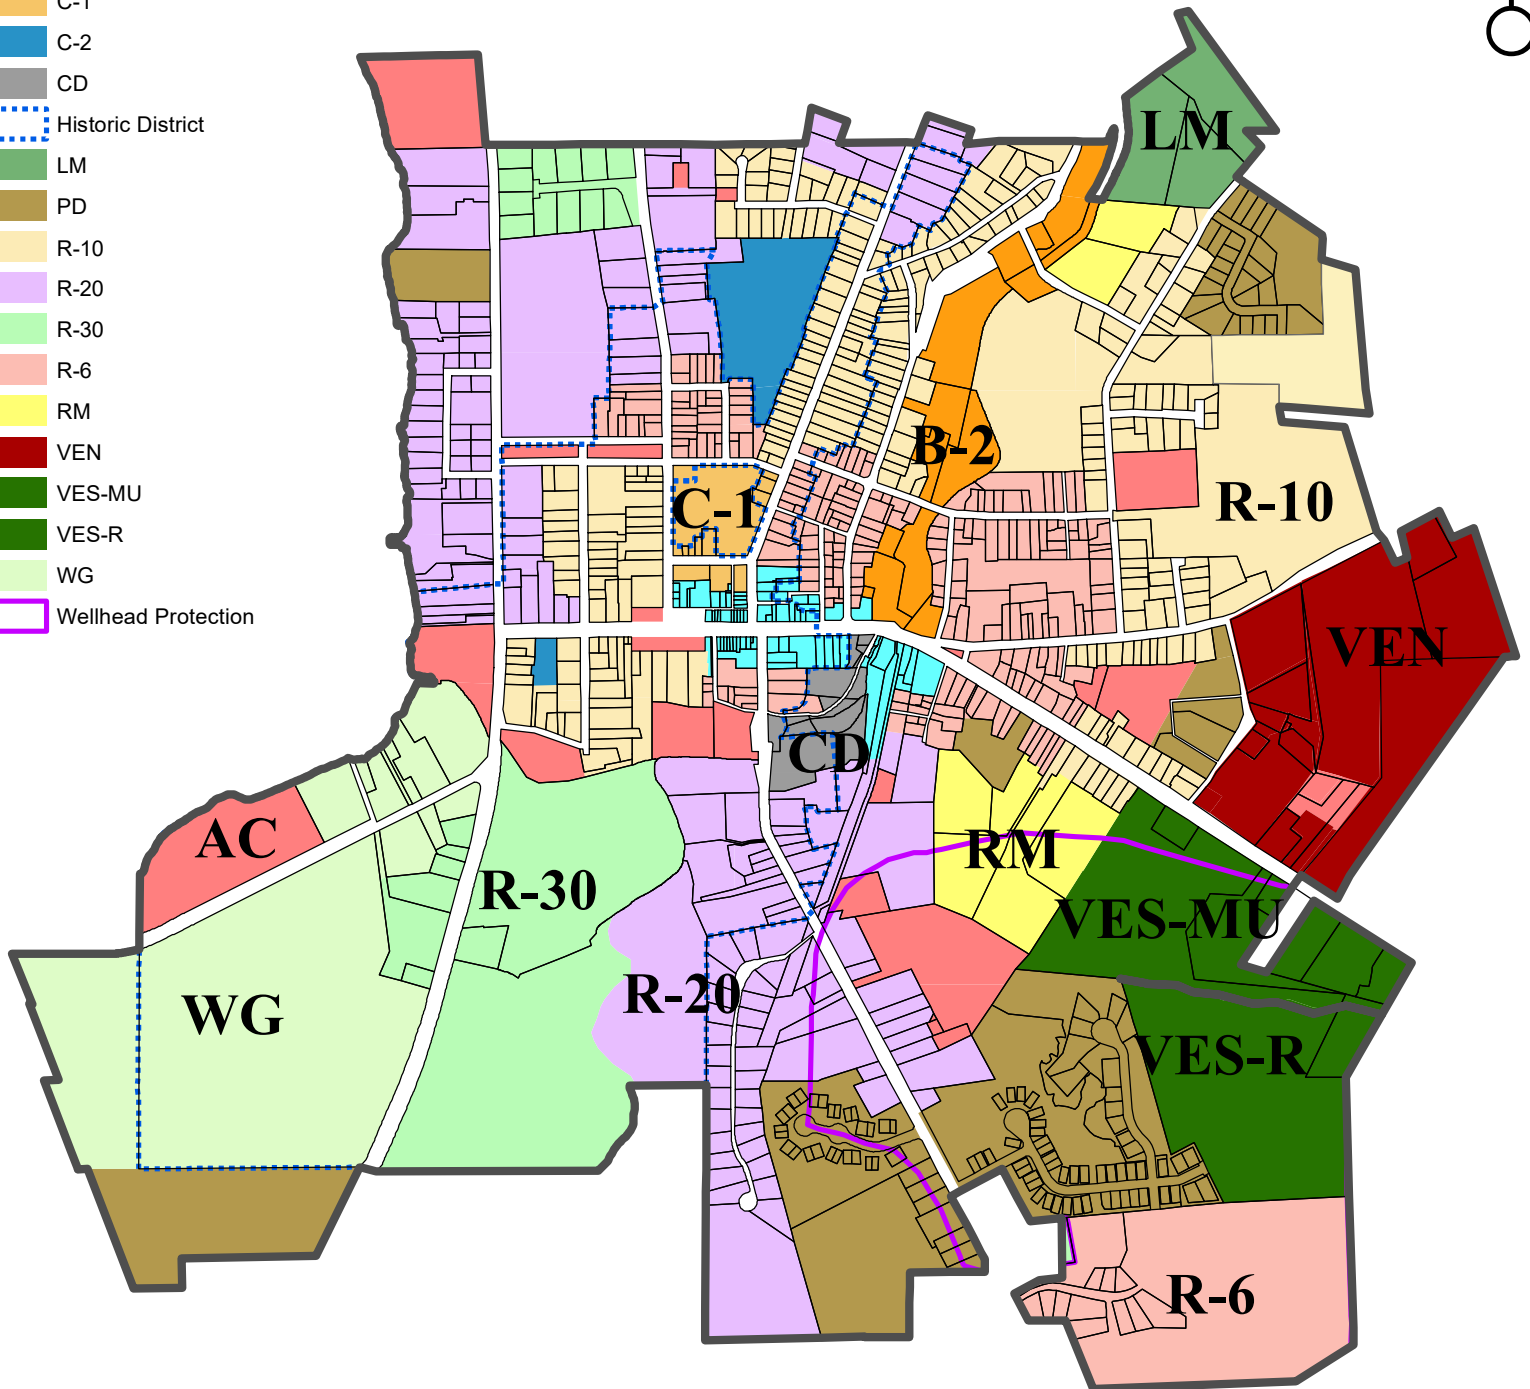 C-1
C-2
CD
Historic District
LM
PD
R-10
R-20
R-30
R-6
RM
VEN
VES-MU
VES-R
WG
Wellhead Protection
LM
B-2
C-1
R-10
VEN
CD
AC
RM
R-30
VES-MU
R-20
WG
VES-R
R-6